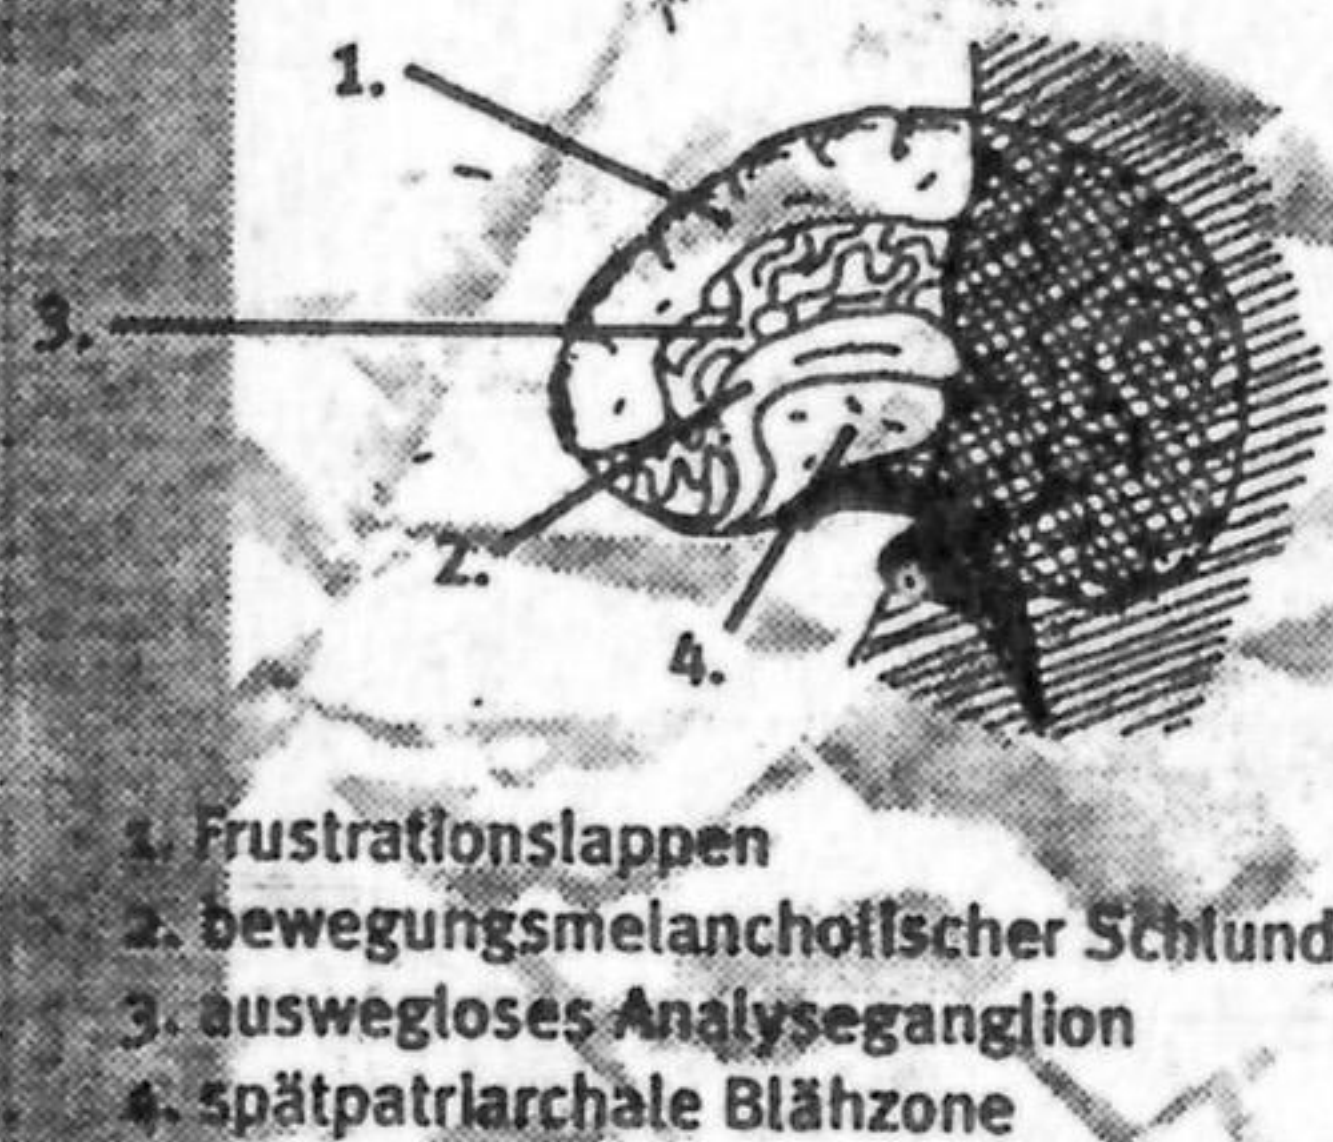 1.
3.
2.
4.
1. Frustrationslappen
2. bewegungsmelancholischer Schlund
3. auswegloses Analyseganglion
4. spätpatriarchale Blähzone